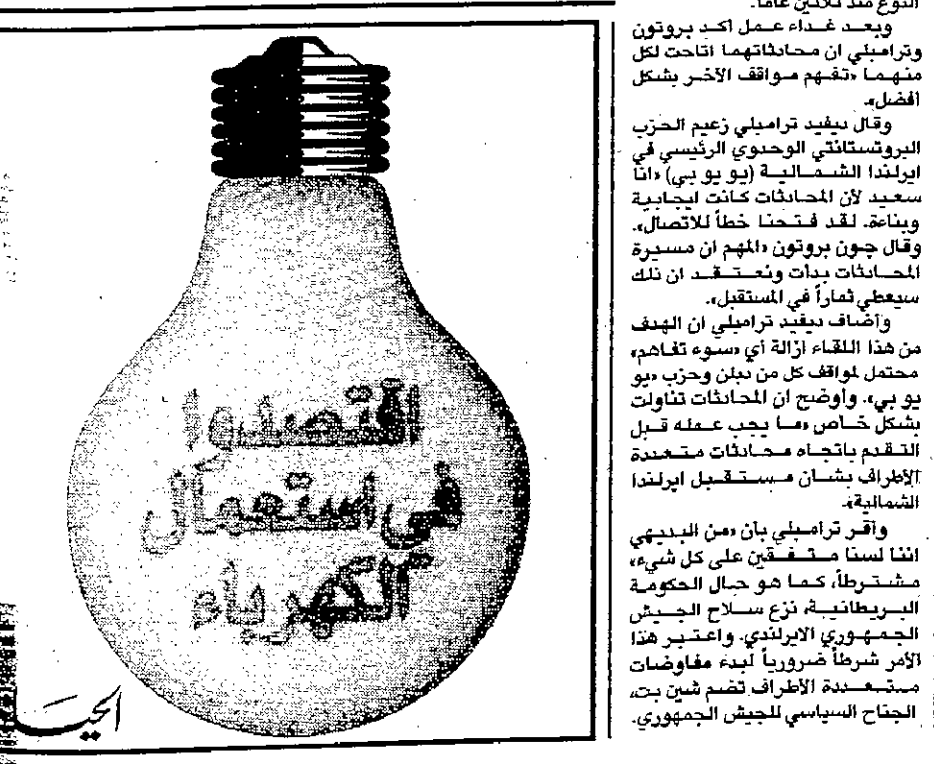 النوع منذ ثلاثين عاماً.
وبعد غداء عمل أكد بروتون
وترامبلي ان محادثاتهما اتاحت لكل
منهما «تفهم مواقف الآخر بشكل
أفضل».
وقال ديفيد ترامبلي زعيم الحزب
البروتستانتي الوحدوي الرئيسي في
ايرلندا الشمالية (يو يو بي) «انا
سعيد لأن المحادثات كانت ايجابية
وبناءة. لقد فتحنا خطاً للاتصال».
وقال جون بروتون «المهم ان مسيرة
المحادثات بدأت ونعتقد ان ذلك
سيعطي ثماراً في المستقبل».
وأضاف ديفيد ترامبلي ان الهدف
من هذا اللقاء ازالة أي «سوء تفاهم»
محتمل لمواقف كل من دبلن وحزب «يو
يو بي». وأوضح ان المحادثات تناولت
بشكل خاص «ما يجب عمله قبل
التقدم باتجاه محادثات متعددة
الأطراف بشان مستقبل ايرلندا
الشمالية».
وأقر ترامبلي بأن «من البديهي
اننا لسنا متفقين على كل شيء»
مشترطاً، كما هو حال الحكومة
البريطانية، نزع سلاح الجيش
الجمهوري الايرلندي. واعتبر هذا
الأمر شرطاً ضرورياً لبدء مفاوضات
متعددة الأطراف تضم شين بت،
الجناح السياسي للجيش الجمهوري.
اقتصدوا
في استعمال
الكهرباء